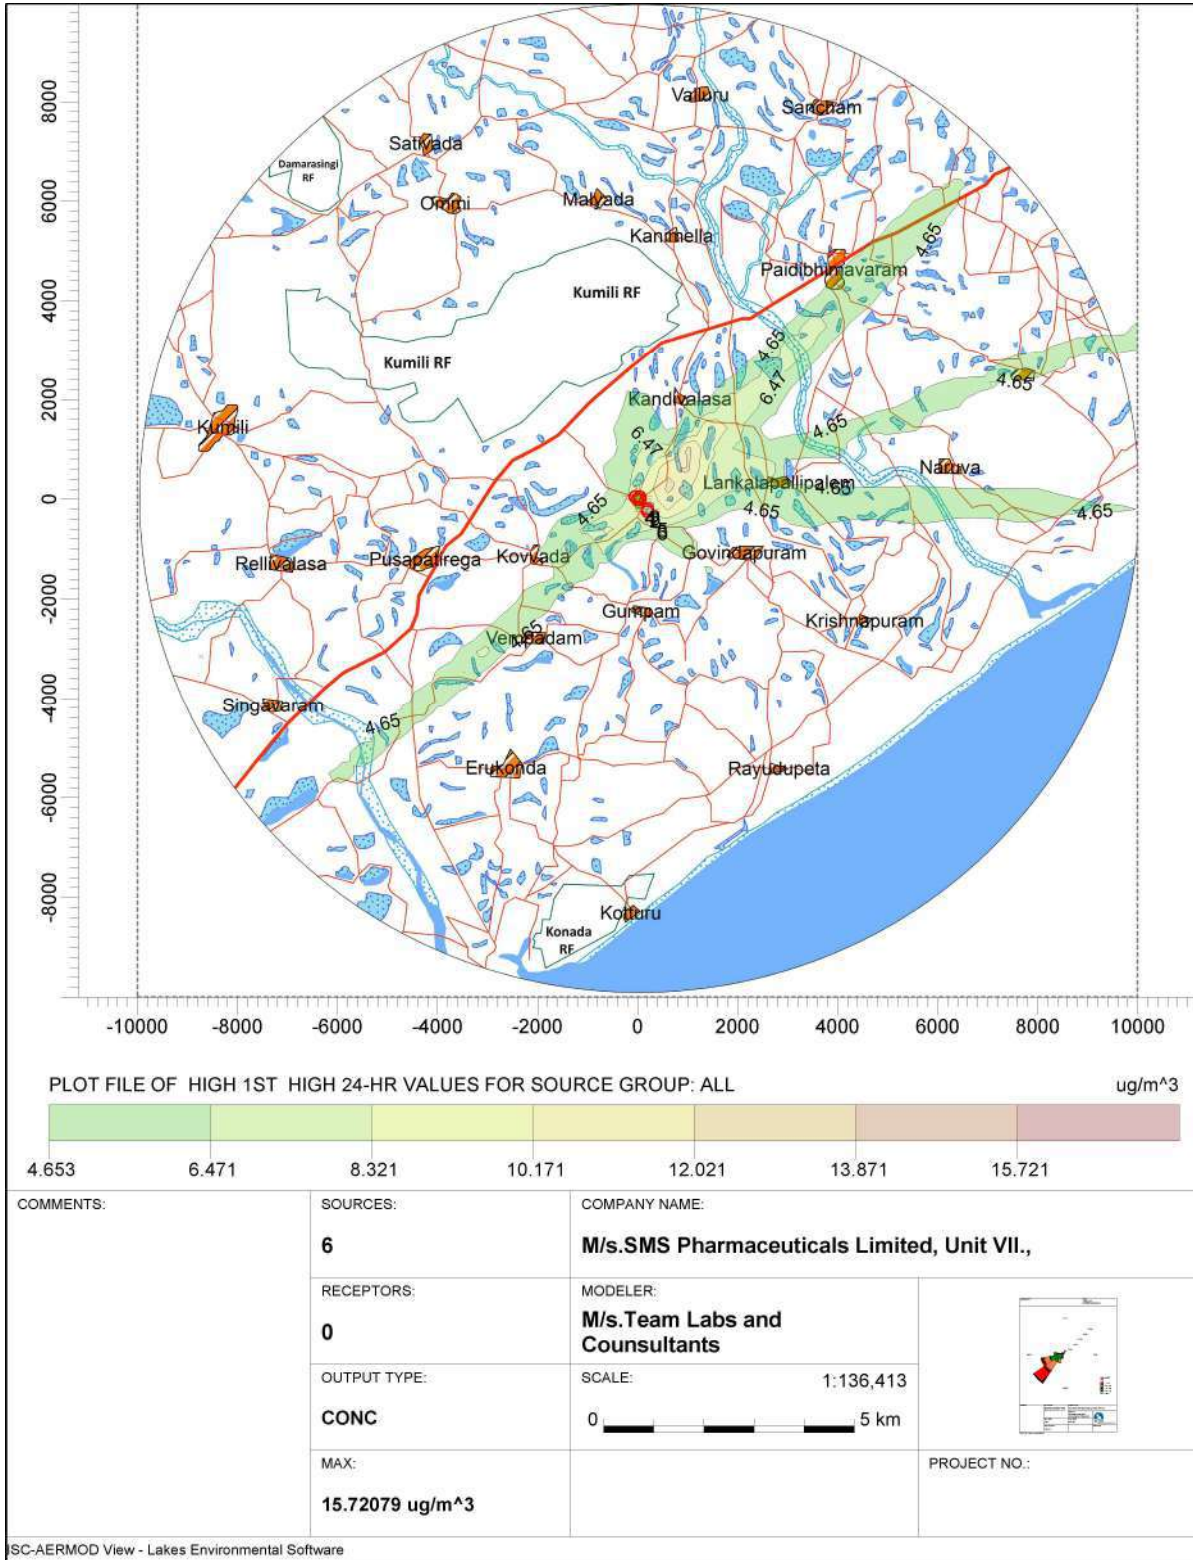 8000
6000
4000
2000
0
-2000
-4000
-6000
-8000
Valluru
Sancham
Sativada
Damarasingi
RF
Ommi
Malyada
Kanimella
4.65
Paidibhimavaram
Kumili RF
Kumili RF
4.65
6.47
4.65
Kandivalasa
Kumili
6.47
4.65
Naruva
Lankalapallipalem
4.65
4.65
4.65
4.65
Rellivalasa
Pusapatirega
Kovvada
Govindapuram
Gumpam
Krishnapuram
Vempadam
4.65
Singavaram
4.65
Erukonda
Rayudupeta
Kotturu
Konada
RF
-10000 -8000 -6000 -4000 -2000 0 2000 4000 6000 8000 10000
PLOT FILE OF HIGH 1ST HIGH 24-HR VALUES FOR SOURCE GROUP: ALL ug/m^3
4.653 6.471 8.321 10.171 12.021 13.871 15.721
COMMENTS:
SOURCES:
6
COMPANY NAME:
M/s.SMS Pharmaceuticals Limited, Unit VII.,
RECEPTORS:
0
MODELER:
M/s.Team Labs and
Counsultants
OUTPUT TYPE:
CONC
SCALE: 1:136,413
0 5 km
MAX:
15.72079 ug/m^3
PROJECT NO.:
ISC-AERMOD View - Lakes Environmental Software